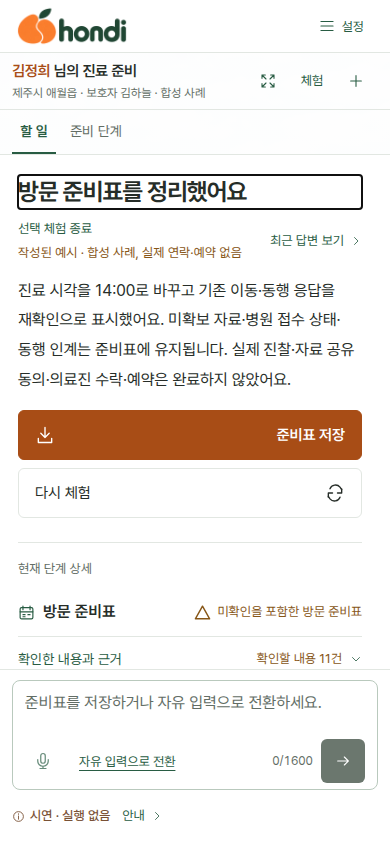 hondi
설정
김정희 님의 진료 준비
제주시 애월읍 · 보호자 김하늘 · 합성 사례
체험
할 일
준비 단계
방문 준비표를 정리했어요
선택 체험 종료
작성된 예시 · 합성 사례, 실제 연락·예약 없음
최근 답변 보기
진료 시각을 14:00로 바꾸고 기존 이동·동행 응답을
재확인으로 표시했어요. 미확보 자료·병원 접수 상태·
동행 인계는 준비표에 유지됩니다. 실제 진찰·자료 공유
동의·의료진 수락·예약은 완료하지 않았어요.
준비표 저장
다시 체험
현재 단계 상세
방문 준비표
미확인을 포함한 방문 준비표
확인한 내용과 근거
확인할 내용 11건
준비표를 저장하거나 자유 입력으로 전환하세요.
자유 입력으로 전환
0/1600
시연 · 실행 없음
안내